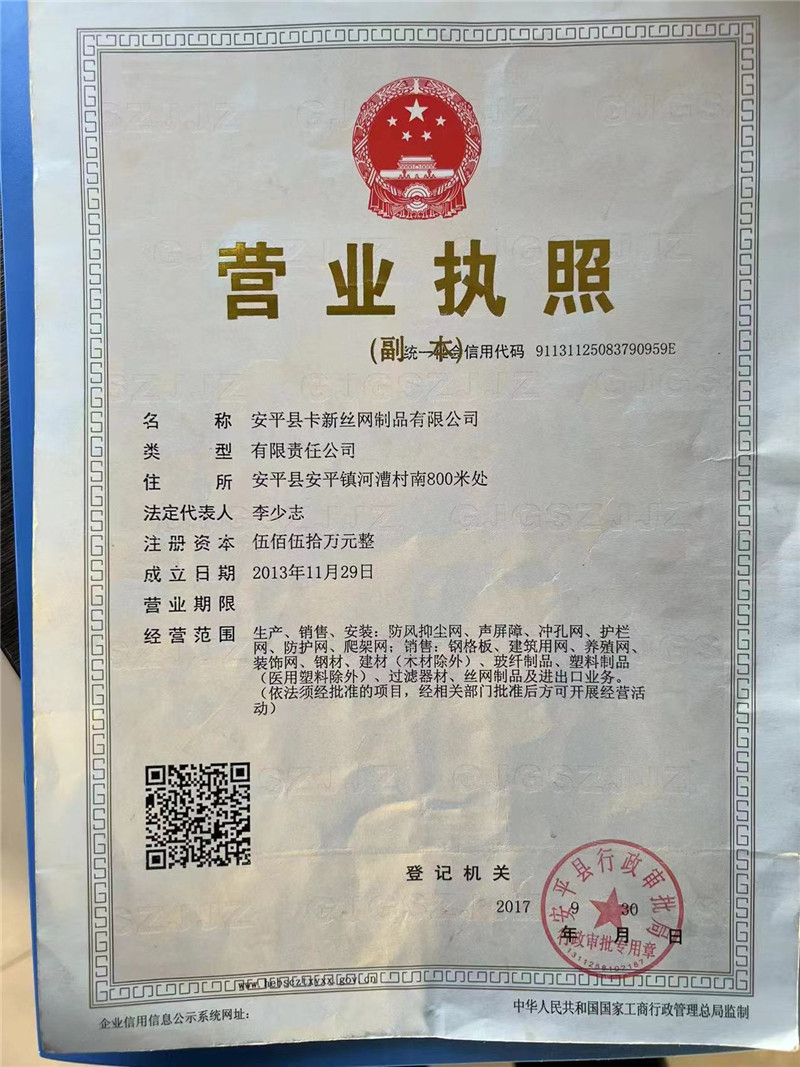 营业执照
(副 本)
统一社会信用代码 91131125083790959E
名 称 安平县卡新丝网制品有限公司
类 型 有限责任公司
住 所 安平县安平镇河漕村南800米处
法定代表人 李少志
注册资本 伍佰伍拾万元整
成立日期 2013年11月29日
营业期限
经营范围 生产、销售、安装：防风抑尘网、声屏障、冲孔网、护栏
网、防护网、爬架网；销售：钢格板、建筑用网、养殖网、
装饰网、钢材、建材（木材除外）、玻纤制品、塑料制品
（医用塑料除外）、过滤器材、丝网制品及进出口业务。
（依法须经批准的项目，经相关部门批准后方可开展经营活
动）
登记机关
2017 年 9 月 30 日
安平县行政审批局
行政审批专用章
企业信用信息公示系统网址：
中华人民共和国国家工商行政管理总局监制